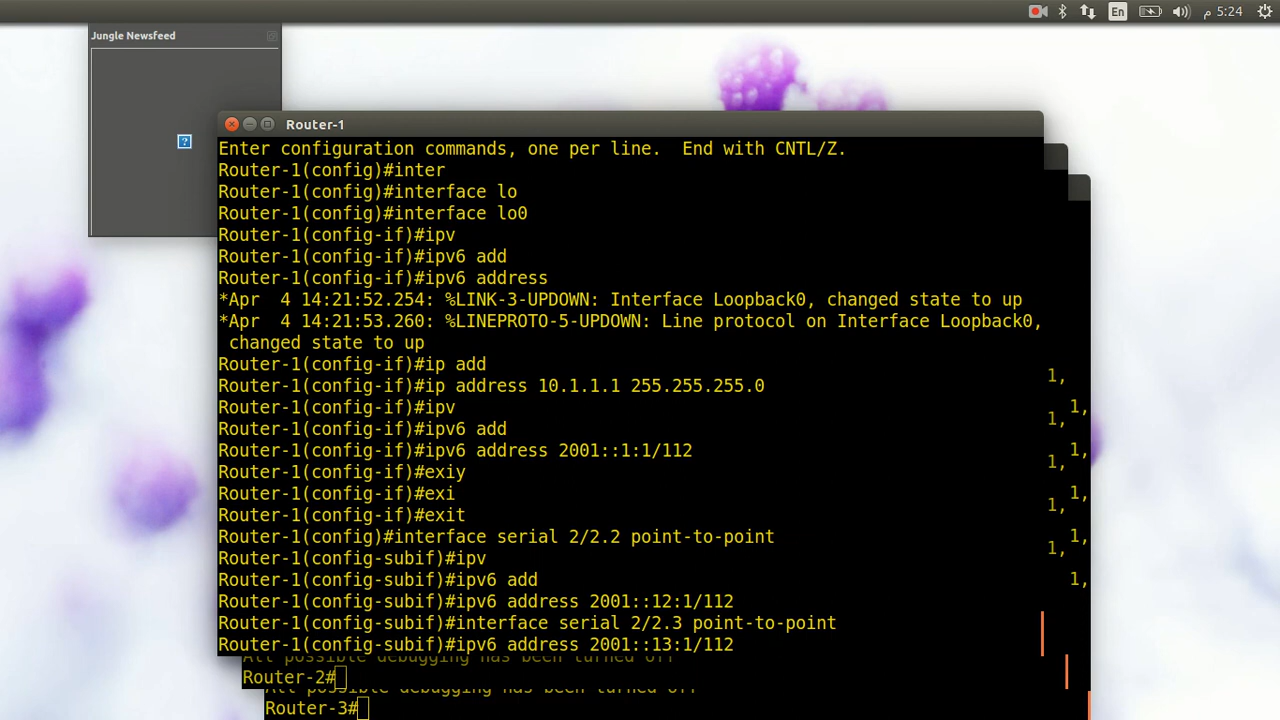 En
5:24 م
Jungle Newsfeed
?
Router-1
Enter configuration commands, one per line.  End with CNTL/Z.
Router-1(config)#inter
Router-1(config)#interface lo
Router-1(config)#interface lo0
Router-1(config-if)#ipv
Router-1(config-if)#ipv6 add
Router-1(config-if)#ipv6 address
*Apr  4 14:21:52.254: %LINK-3-UPDOWN: Interface Loopback0, changed state to up
*Apr  4 14:21:53.260: %LINEPROTO-5-UPDOWN: Line protocol on Interface Loopback0,
 changed state to up
Router-1(config-if)#ip add
Router-1(config-if)#ip address 10.1.1.1 255.255.255.0
Router-1(config-if)#ipv
Router-1(config-if)#ipv6 add
Router-1(config-if)#ipv6 address 2001::1:1/112
Router-1(config-if)#exiy
Router-1(config-if)#exi
Router-1(config-if)#exit
Router-1(config)#interface serial 2/2.2 point-to-point
Router-1(config-subif)#ipv
Router-1(config-subif)#ipv6 add
Router-1(config-subif)#ipv6 address 2001::12:1/112
Router-1(config-subif)#interface serial 2/2.3 point-to-point
Router-1(config-subif)#ipv6 address 2001::13:1/112
1,
1,
1,
1,
1,
1,
1,
1,
1,
1,
All possible debugging has been turned off
Router-2#
All possible debugging has been turned off
Router-3#